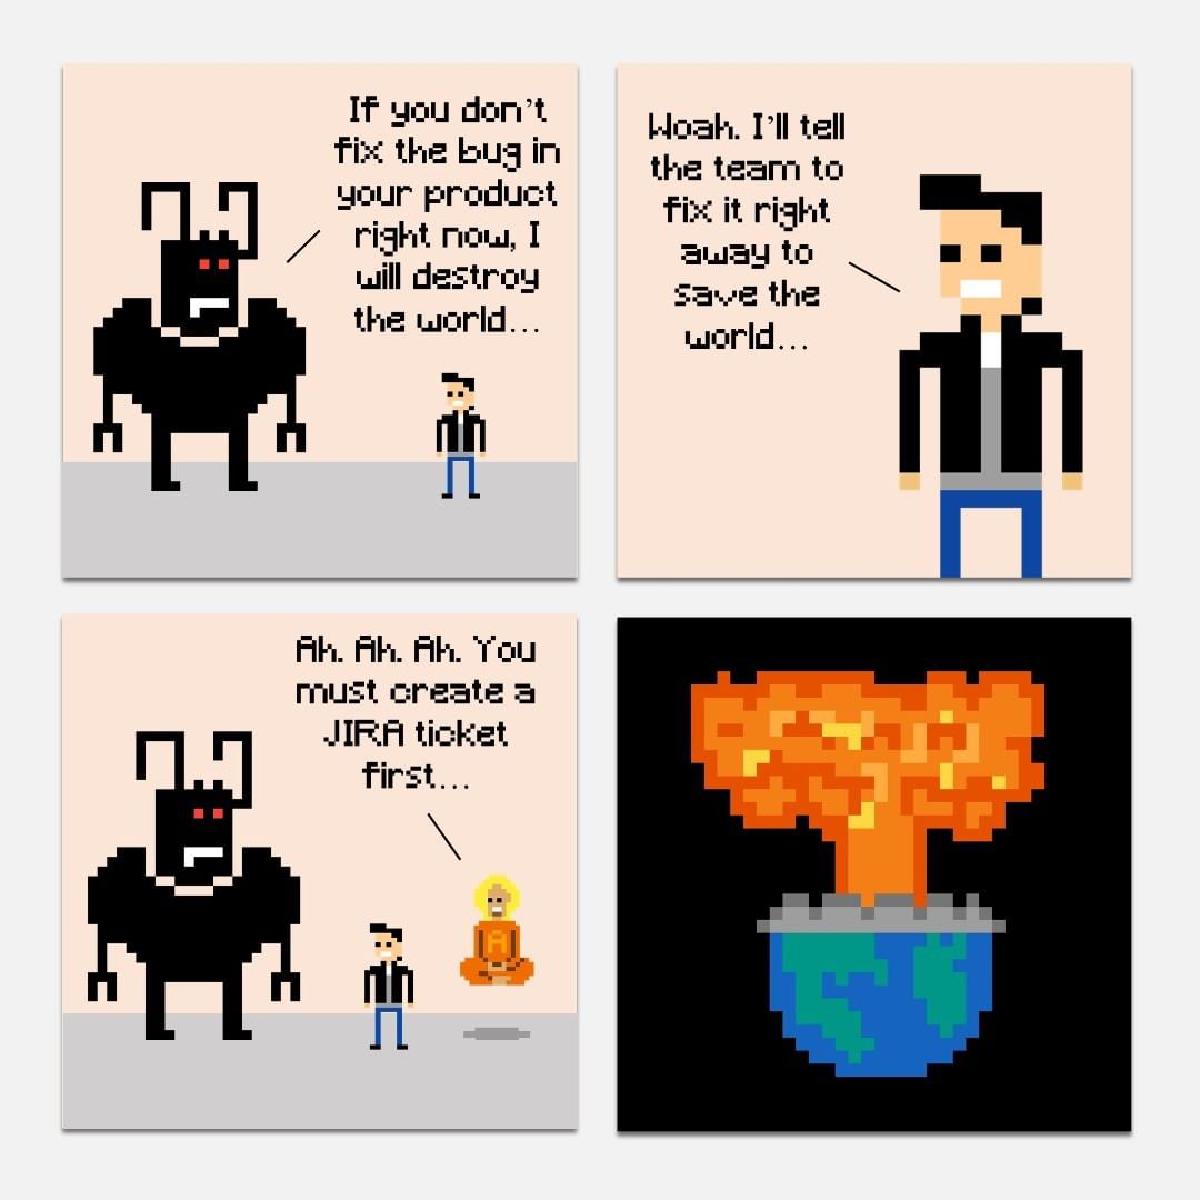 If you don't
fix the bug in
your product
right now, I
will destroy
the world...
Woah. I'll tell
the team to
fix it right
away to
save the
world...
Ah. Ah. Ah. You
must create a
JIRA ticket
first...
A